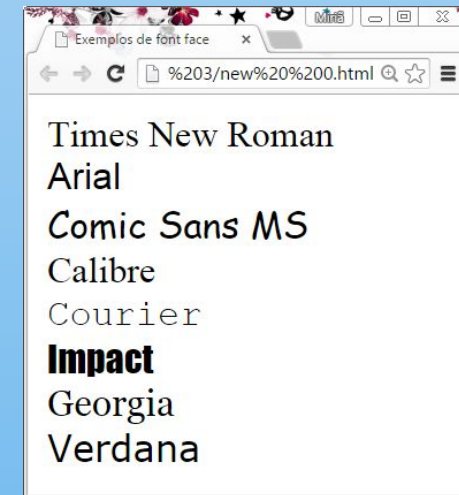 Miriã
Exemplos de font face
%203/new%20%200.html
Times New Roman
Arial
Comic Sans MS
Calibre
Courier
Impact
Georgia
Verdana